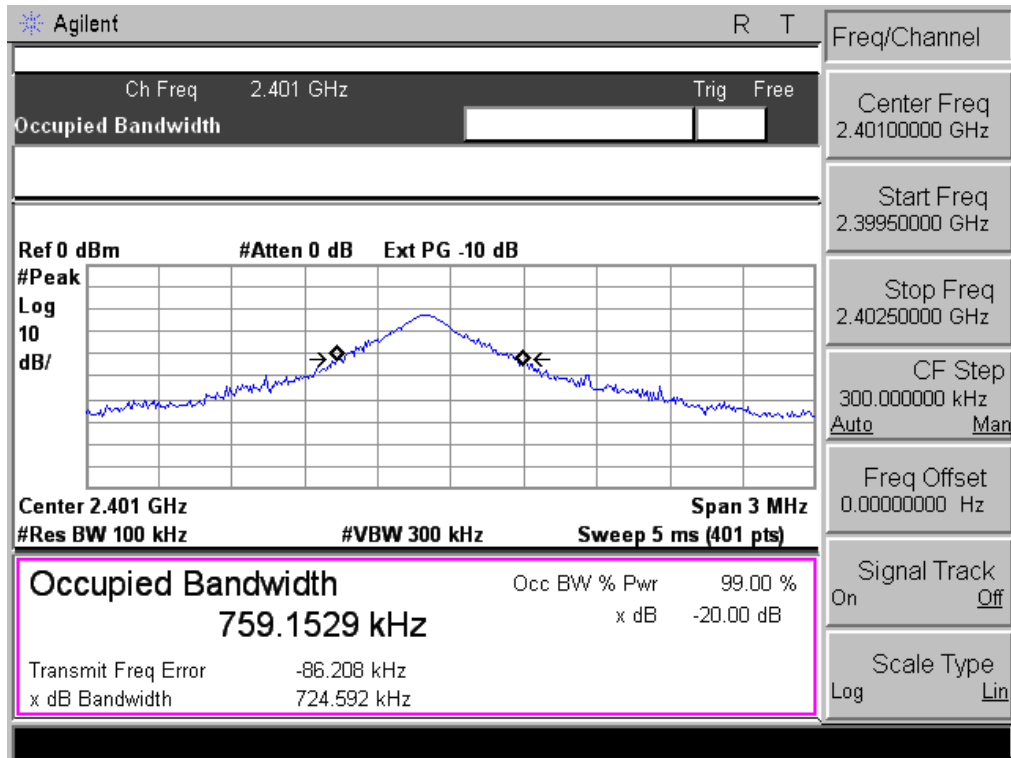 Agilent R T
Freq/Channel
Ch Freq 2.401 GHz Trig Free
Occupied Bandwidth
Center Freq
2.40100000 GHz
Start Freq
2.39950000 GHz
Ref 0 dBm #Atten 0 dB Ext PG -10 dB
#Peak
Log
10
dB/
Stop Freq
2.40250000 GHz
CF Step
300.000000 kHz
Auto Man
Center 2.401 GHz Span 3 MHz
#Res BW 100 kHz #VBW 300 kHz Sweep 5 ms (401 pts)
Freq Offset
0.00000000 Hz
Occupied Bandwidth Occ BW % Pwr 99.00 %
759.1529 kHz x dB -20.00 dB
Transmit Freq Error -86.208 kHz
x dB Bandwidth 724.592 kHz
Signal Track
On Off
Scale Type
Log Lin